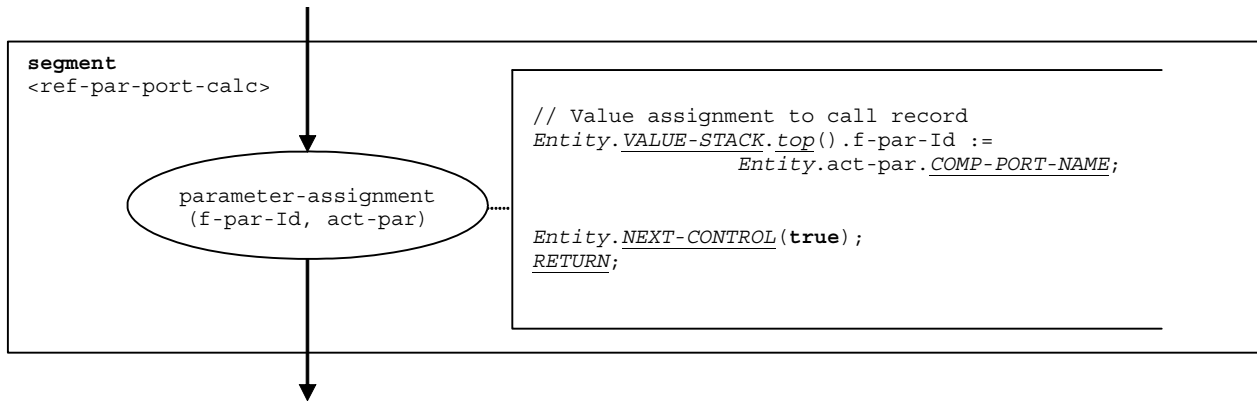 segment
<ref-par-port-calc>
// Value assignment to call record
Entity.VALUE-STACK.top().f-par-Id :=
Entity.act-par.COMP-PORT-NAME;
parameter-assignment
(f-par-Id, act-par)
Entity.NEXT-CONTROL(true);
RETURN;